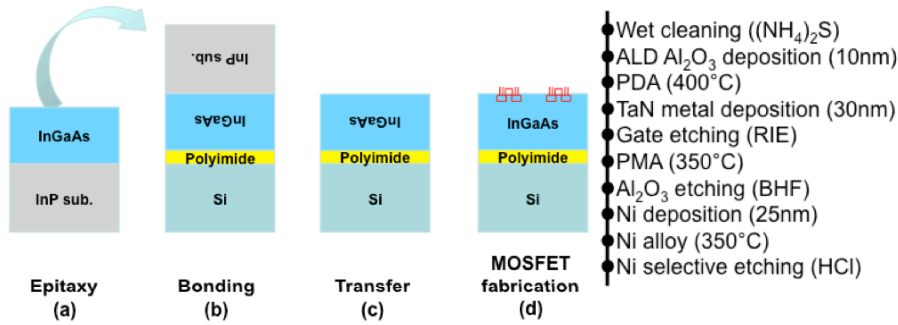 InGaAs
InP sub.
Epitaxy
(a)
InP sub.
InGaAs
Polyimide
Si
Bonding
(b)
InGaAs
Polyimide
Si
Transfer
(c)
InGaAs
Polyimide
Si
MOSFET
fabrication
(d)
Wet cleaning ((NH₄)₂S)
ALD Al₂O₃ deposition (10nm)
PDA (400°C)
TaN metal deposition (30nm)
Gate etching (RIE)
PMA (350°C)
Al₂O₃ etching (BHF)
Ni deposition (25nm)
Ni alloy (350°C)
Ni selective etching (HCl)